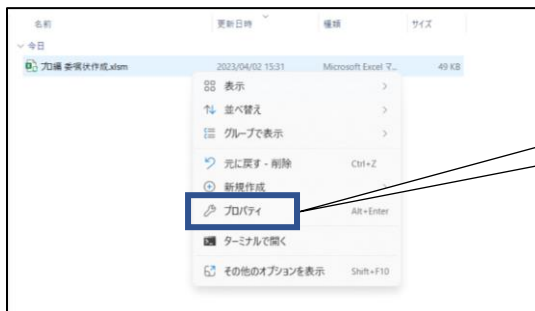 名前 更新日時 種類 サイズ
今日
プロ編 委嘱状作成.xlsm 2023/04/02 15:31 Microsoft Excel マ... 49 KB
表示
並べ替え
グループで表示
元に戻す - 削除 Ctrl+Z
新規作成
プロパティ Alt+Enter
ターミナルで開く
その他のオプションを表示 Shift+F10